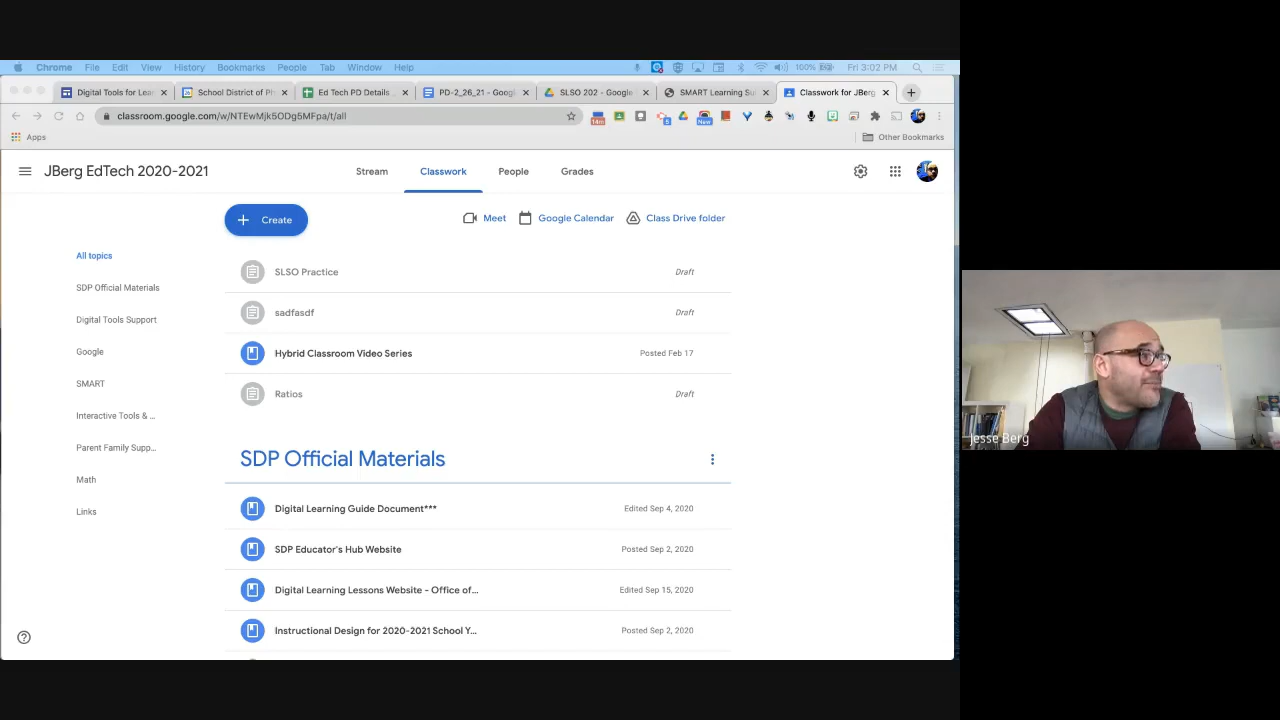 Chrome File Edit View History Bookmarks People Tab Window Help 100% Fri 3:02 PM
Digital Tools for Lear School District of Ph Ed Tech PD Details PD-2_26_21 - Googl SLSO 202 - Google SMART Learning Su Classwork for JBerg
classroom.google.com/w/NTEwMjk5ODg5MFpa/t/all
Apps Other Bookmarks
JBerg EdTech 2020-2021 Stream Classwork People Grades
Create Meet Google Calendar Class Drive folder
All topics
SDP Official Materials
Digital Tools Support
Google
SMART
Interactive Tools & ...
Parent Family Supp...
Math
Links
SLSO Practice Draft
sadfasdf Draft
Hybrid Classroom Video Series Posted Feb 17
Ratios Draft
SDP Official Materials
Digital Learning Guide Document*** Edited Sep 4, 2020
SDP Educator's Hub Website Posted Sep 2, 2020
Digital Learning Lessons Website - Office of... Edited Sep 15, 2020
Instructional Design for 2020-2021 School Y... Posted Sep 2, 2020
Jesse Berg